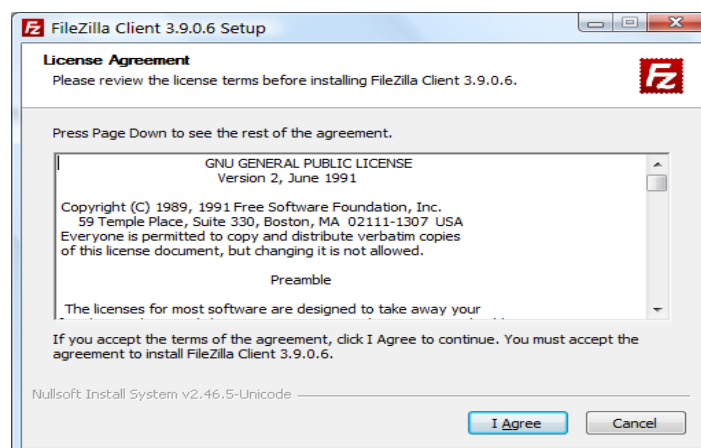 FileZilla Client 3.9.0.6 Setup
License Agreement
Please review the license terms before installing FileZilla Client 3.9.0.6.
Fz
Press Page Down to see the rest of the agreement.
GNU GENERAL PUBLIC LICENSE
Version 2, June 1991
Copyright (C) 1989, 1991 Free Software Foundation, Inc.
59 Temple Place, Suite 330, Boston, MA 02111-1307 USA
Everyone is permitted to copy and distribute verbatim copies
of this license document, but changing it is not allowed.
Preamble
The licenses for most software are designed to take away your
If you accept the terms of the agreement, click I Agree to continue. You must accept the
agreement to install FileZilla Client 3.9.0.6.
Nullsoft Install System v2.46.5-Unicode
I Agree
Cancel